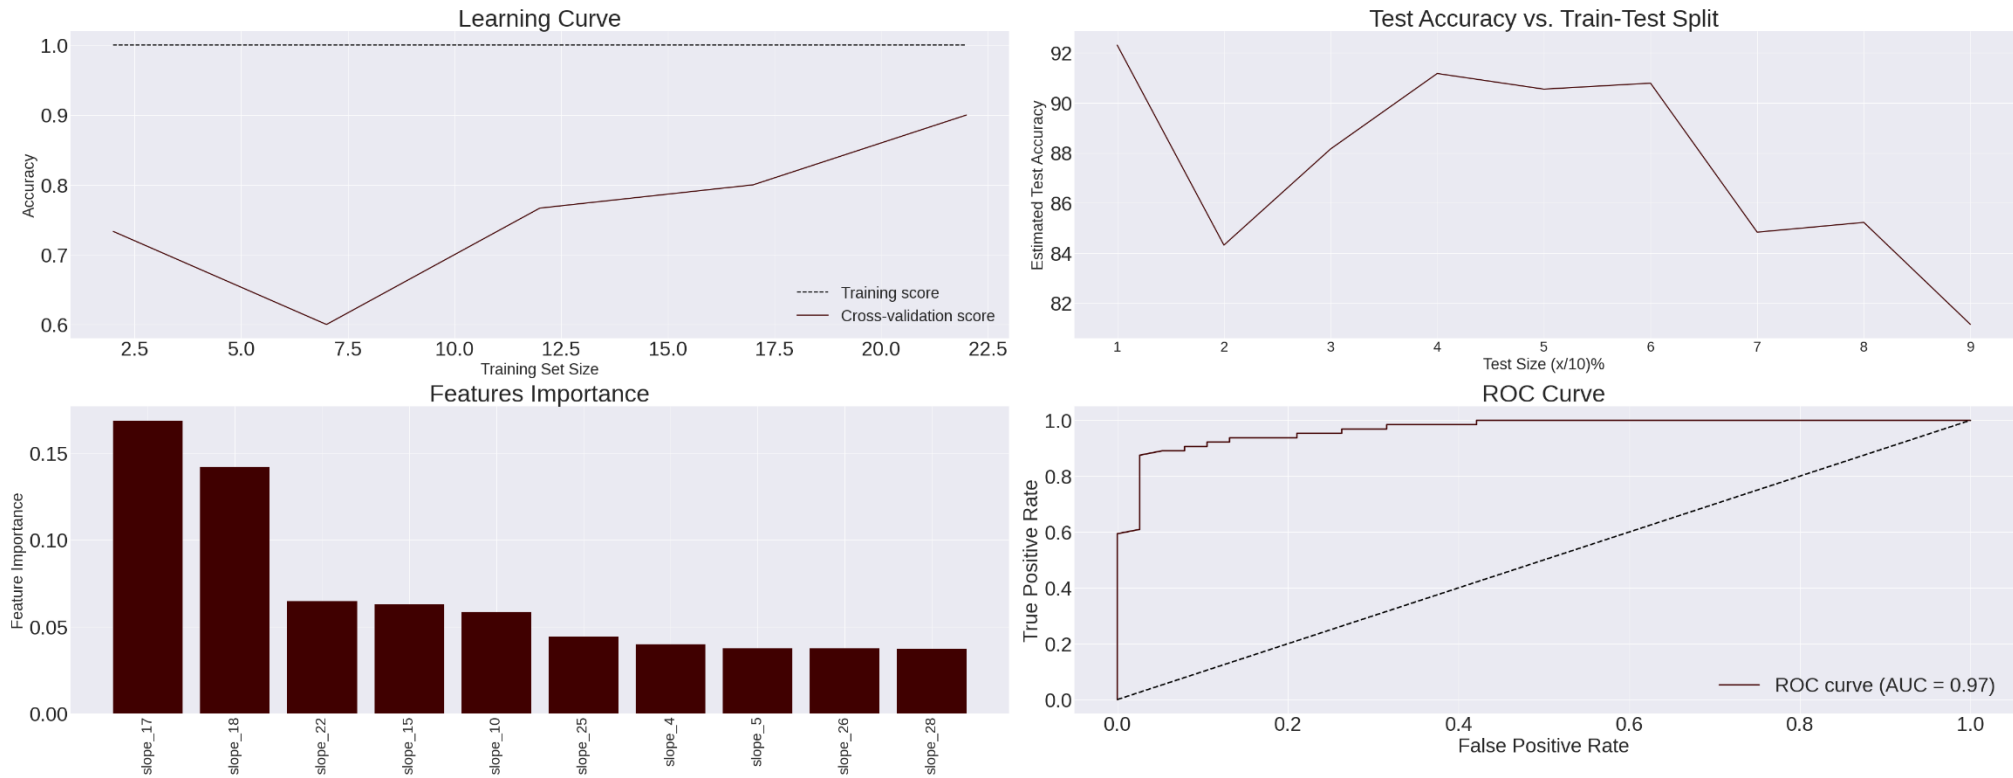 Learning Curve
1.0
0.9
0.8
0.7
0.6
Accuracy
Training score
Cross-validation score
2.5 5.0 7.5 10.0 12.5 15.0 17.5 20.0 22.5
Training Set Size
Test Accuracy vs. Train-Test Split
92
90
88
86
84
82
Estimated Test Accuracy
1 2 3 4 5 6 7 8 9
Test Size (x/10)%
Features Importance
0.15
0.10
0.05
0.00
Feature Importance
slope_17
slope_18
slope_22
slope_15
slope_10
slope_25
slope_4
slope_5
slope_26
slope_28
ROC Curve
1.0
0.8
0.6
0.4
0.2
0.0
True Positive Rate
ROC curve (AUC = 0.97)
0.0 0.2 0.4 0.6 0.8 1.0
False Positive Rate